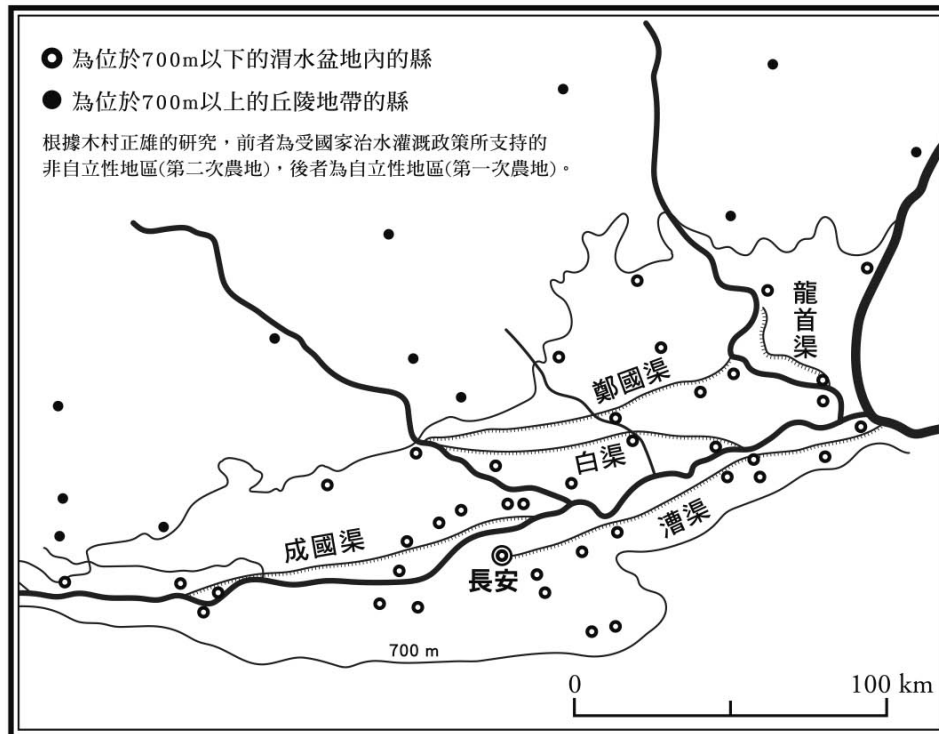 為位於700m以下的渭水盆地內的縣
為位於700m以上的丘陵地帶的縣
根據木村正雄的研究,前者為受國家治水灌溉政策所支持的
非自立性地區(第二次農地),後者為自立性地區(第一次農地)。
龍首渠
鄭國渠
白渠
漕渠
成國渠
長安
700 m
0
100 km